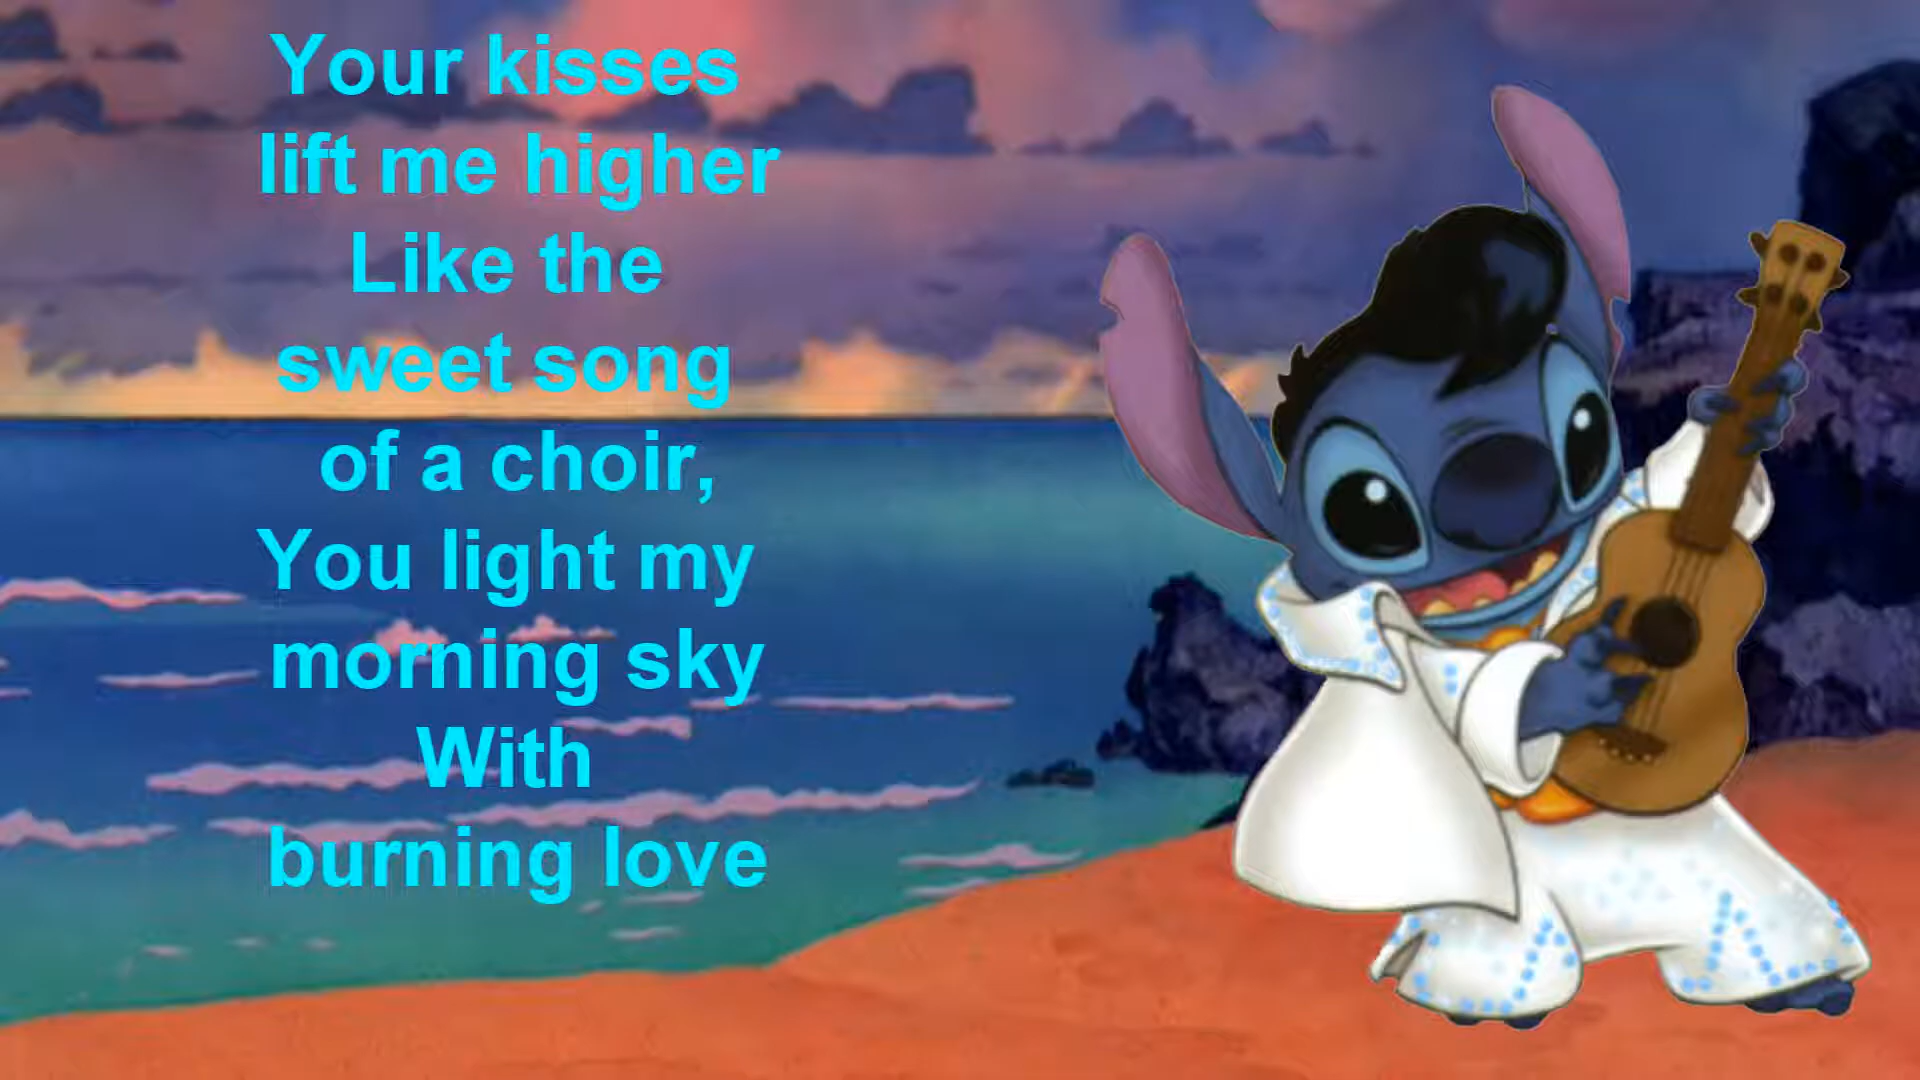 Your kisses
lift me higher
Like the
sweet song
of a choir,
You light my
morning sky
With
burning love